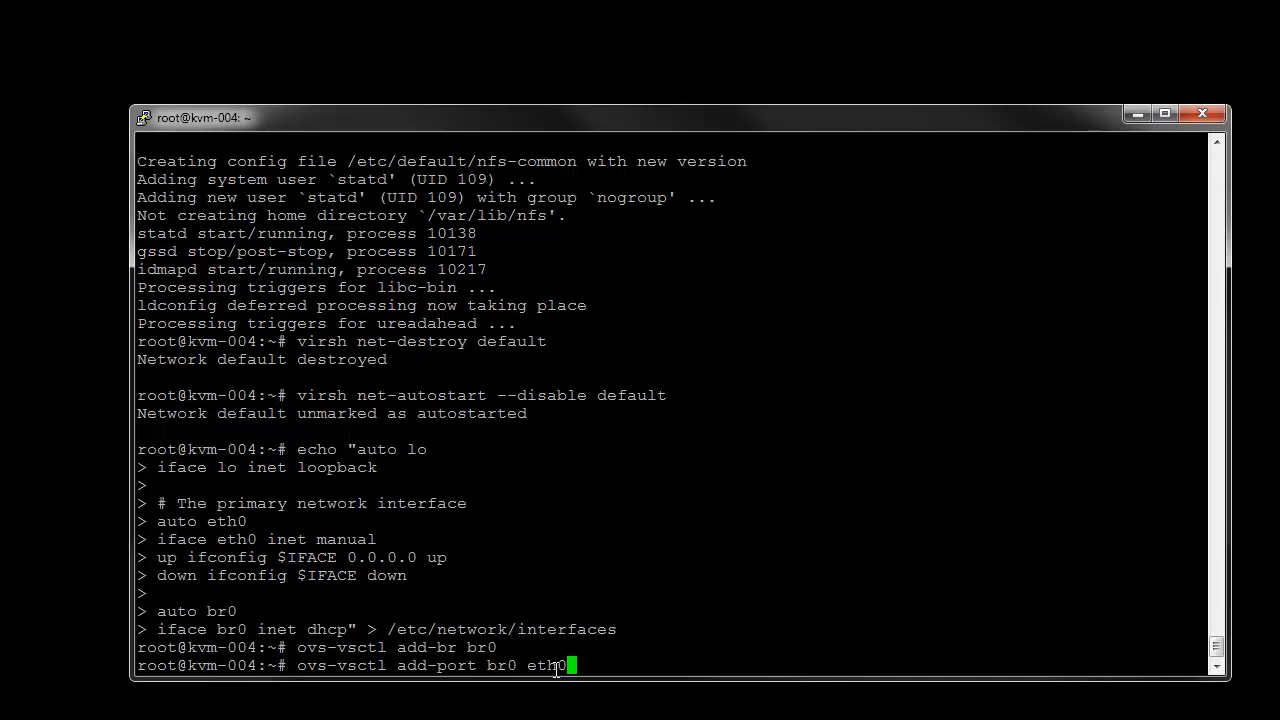 root@kvm-004: ~
Creating config file /etc/default/nfs-common with new version
Adding system user `statd' (UID 109) ...
Adding new user `statd' (UID 109) with group `nogroup' ...
Not creating home directory `/var/lib/nfs'.
statd start/running, process 10138
gssd stop/post-stop, process 10171
idmapd start/running, process 10217
Processing triggers for libc-bin ...
ldconfig deferred processing now taking place
Processing triggers for ureadahead ...
root@kvm-004:~# virsh net-destroy default
Network default destroyed
root@kvm-004:~# virsh net-autostart --disable default
Network default unmarked as autostarted
root@kvm-004:~# echo "auto lo
> iface lo inet loopback
>
> # The primary network interface
> auto eth0
> iface eth0 inet manual
> up ifconfig $IFACE 0.0.0.0 up
> down ifconfig $IFACE down
>
> auto br0
> iface br0 inet dhcp" > /etc/network/interfaces
root@kvm-004:~# ovs-vsctl add-br br0
root@kvm-004:~# ovs-vsctl add-port br0 eth0